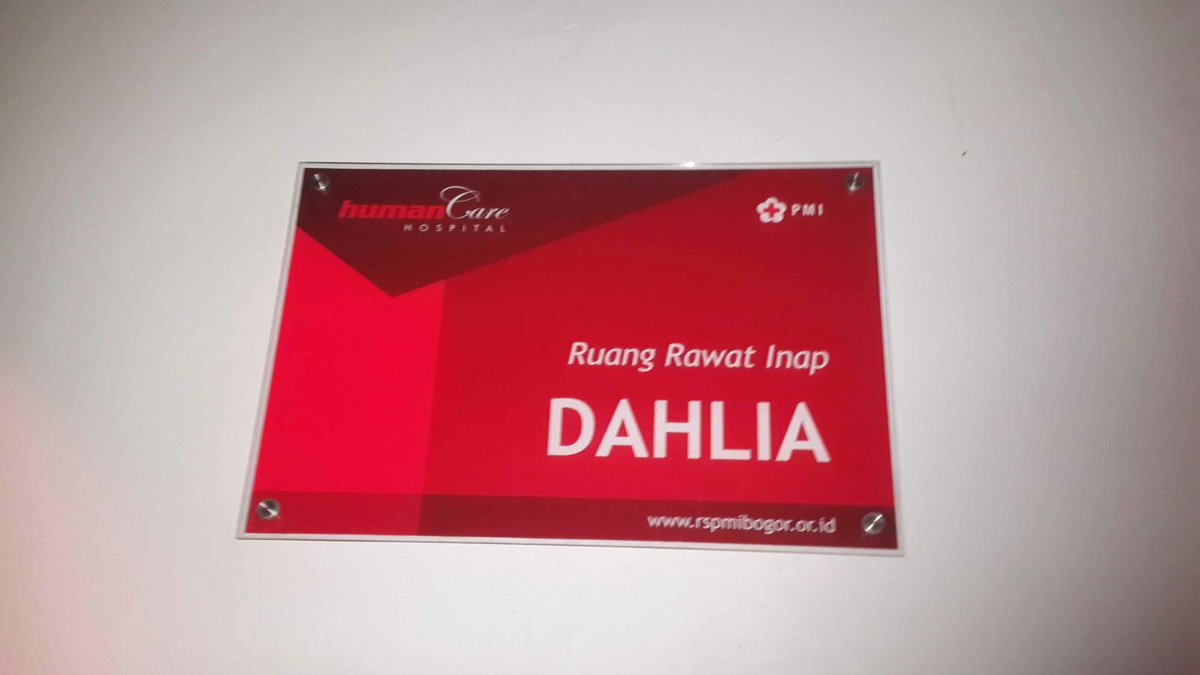 humanCare
HOSPITAL
PMI
Ruang Rawat Inap
DAHLIA
www.rspmibogor.or.id